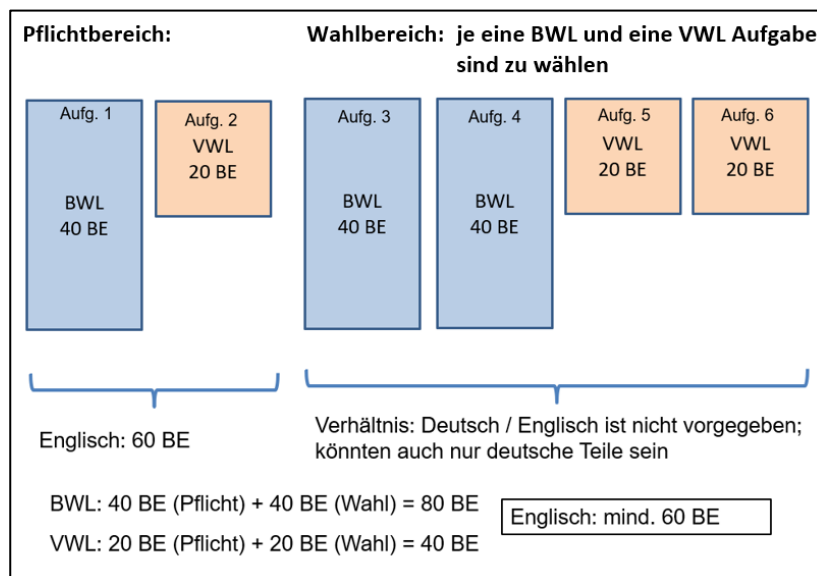 Pflichtbereich:
Wahlbereich: je eine BWL und eine VWL Aufgabe
sind zu wählen
Aufg. 1
BWL
40 BE
Aufg. 2
VWL
20 BE
Aufg. 3
BWL
40 BE
Aufg. 4
BWL
40 BE
Aufg. 5
VWL
20 BE
Aufg. 6
VWL
20 BE
Englisch: 60 BE
Verhältnis: Deutsch / Englisch ist nicht vorgegeben;
könnten auch nur deutsche Teile sein
BWL: 40 BE (Pflicht) + 40 BE (Wahl) = 80 BE
VWL: 20 BE (Pflicht) + 20 BE (Wahl) = 40 BE
Englisch: mind. 60 BE